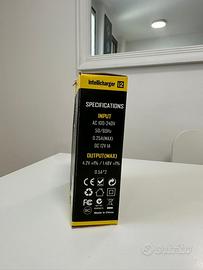 Intellicharger i2
SPECIFICATIONS
INPUT
AC 100-240V
50/60Hz
0.25A(MAX)
DC 12V 1A
OUTPUT(MAX)
4.2V ±1% / 1.48V ±1%
0.5A*2
Made in China
subito